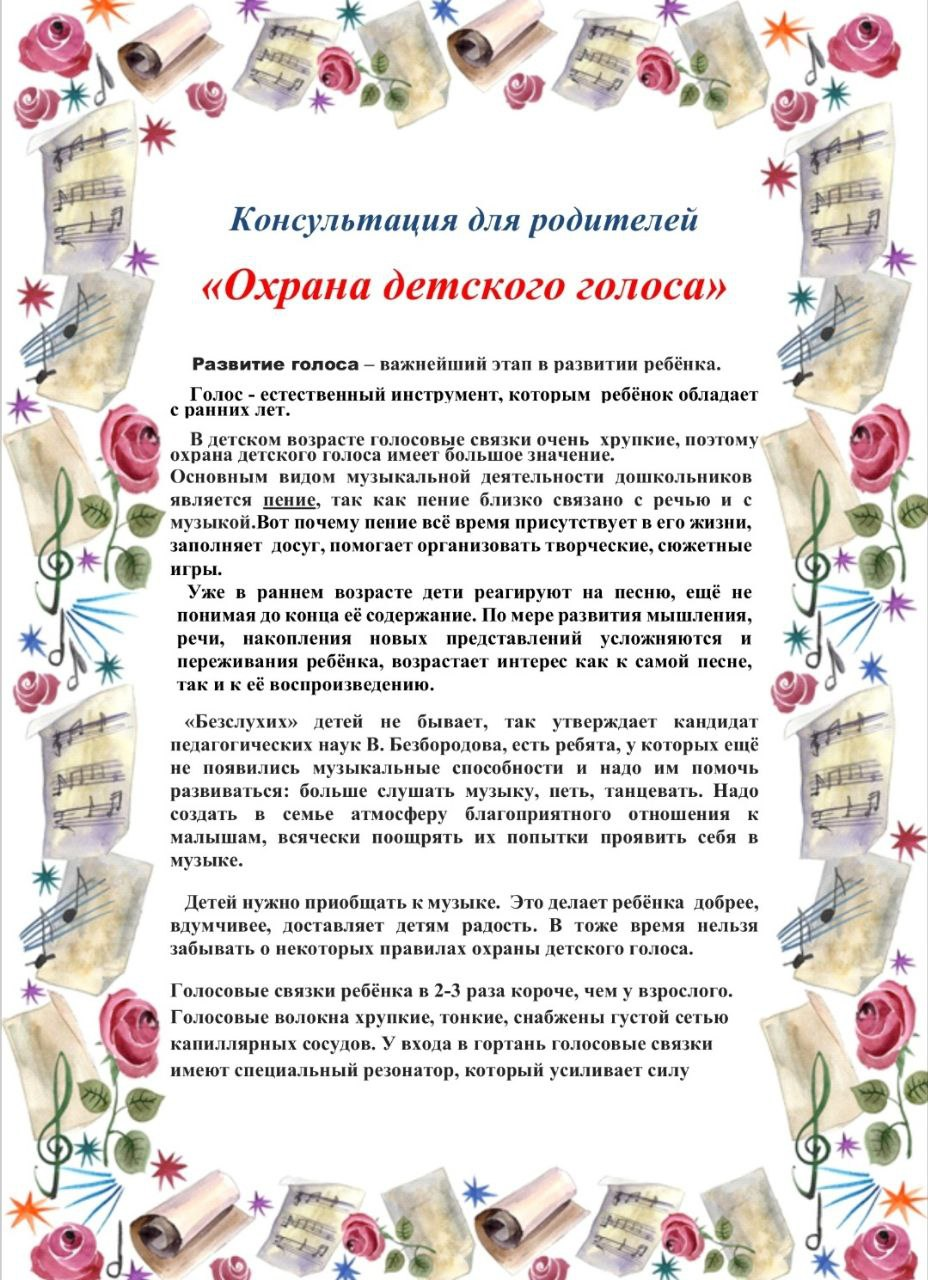 Консультация для родителей
«Охрана детского голоса»
Развитие голоса – важнейший этап в развитии ребёнка.
Голос - естественный инструмент, которым ребёнок обладает
с ранних лет.
В детском возрасте голосовые связки очень хрупкие, поэтому
охрана детского голоса имеет большое значение.
Основным видом музыкальной деятельности дошкольников
является пение, так как пение близко связано с речью и с
музыкой.Вот почему пение всё время присутствует в его жизни,
заполняет досуг, помогает организовать творческие, сюжетные
игры.
Уже в раннем возрасте дети реагируют на песню, ещё не
понимая до конца её содержание. По мере развития мышления,
речи, накопления новых представлений усложняются и
переживания ребёнка, возрастает интерес как к самой песне,
так и к её воспроизведению.
«Безслухих» детей не бывает, так утверждает кандидат
педагогических наук В. Безбородова, есть ребята, у которых ещё
не появились музыкальные способности и надо им помочь
развиваться: больше слушать музыку, петь, танцевать. Надо
создать в семье атмосферу благоприятного отношения к
малышам, всячески поощрять их попытки проявить себя в
музыке.
Детей нужно приобщать к музыке. Это делает ребёнка добрее,
вдумчивее, доставляет детям радость. В тоже время нельзя
забывать о некоторых правилах охраны детского голоса.
Голосовые связки ребёнка в 2-3 раза короче, чем у взрослого.
Голосовые волокна хрупкие, тонкие, снабжены густой сетью
капиллярных сосудов. У входа в гортань голосовые связки
имеют специальный резонатор, который усиливает силу